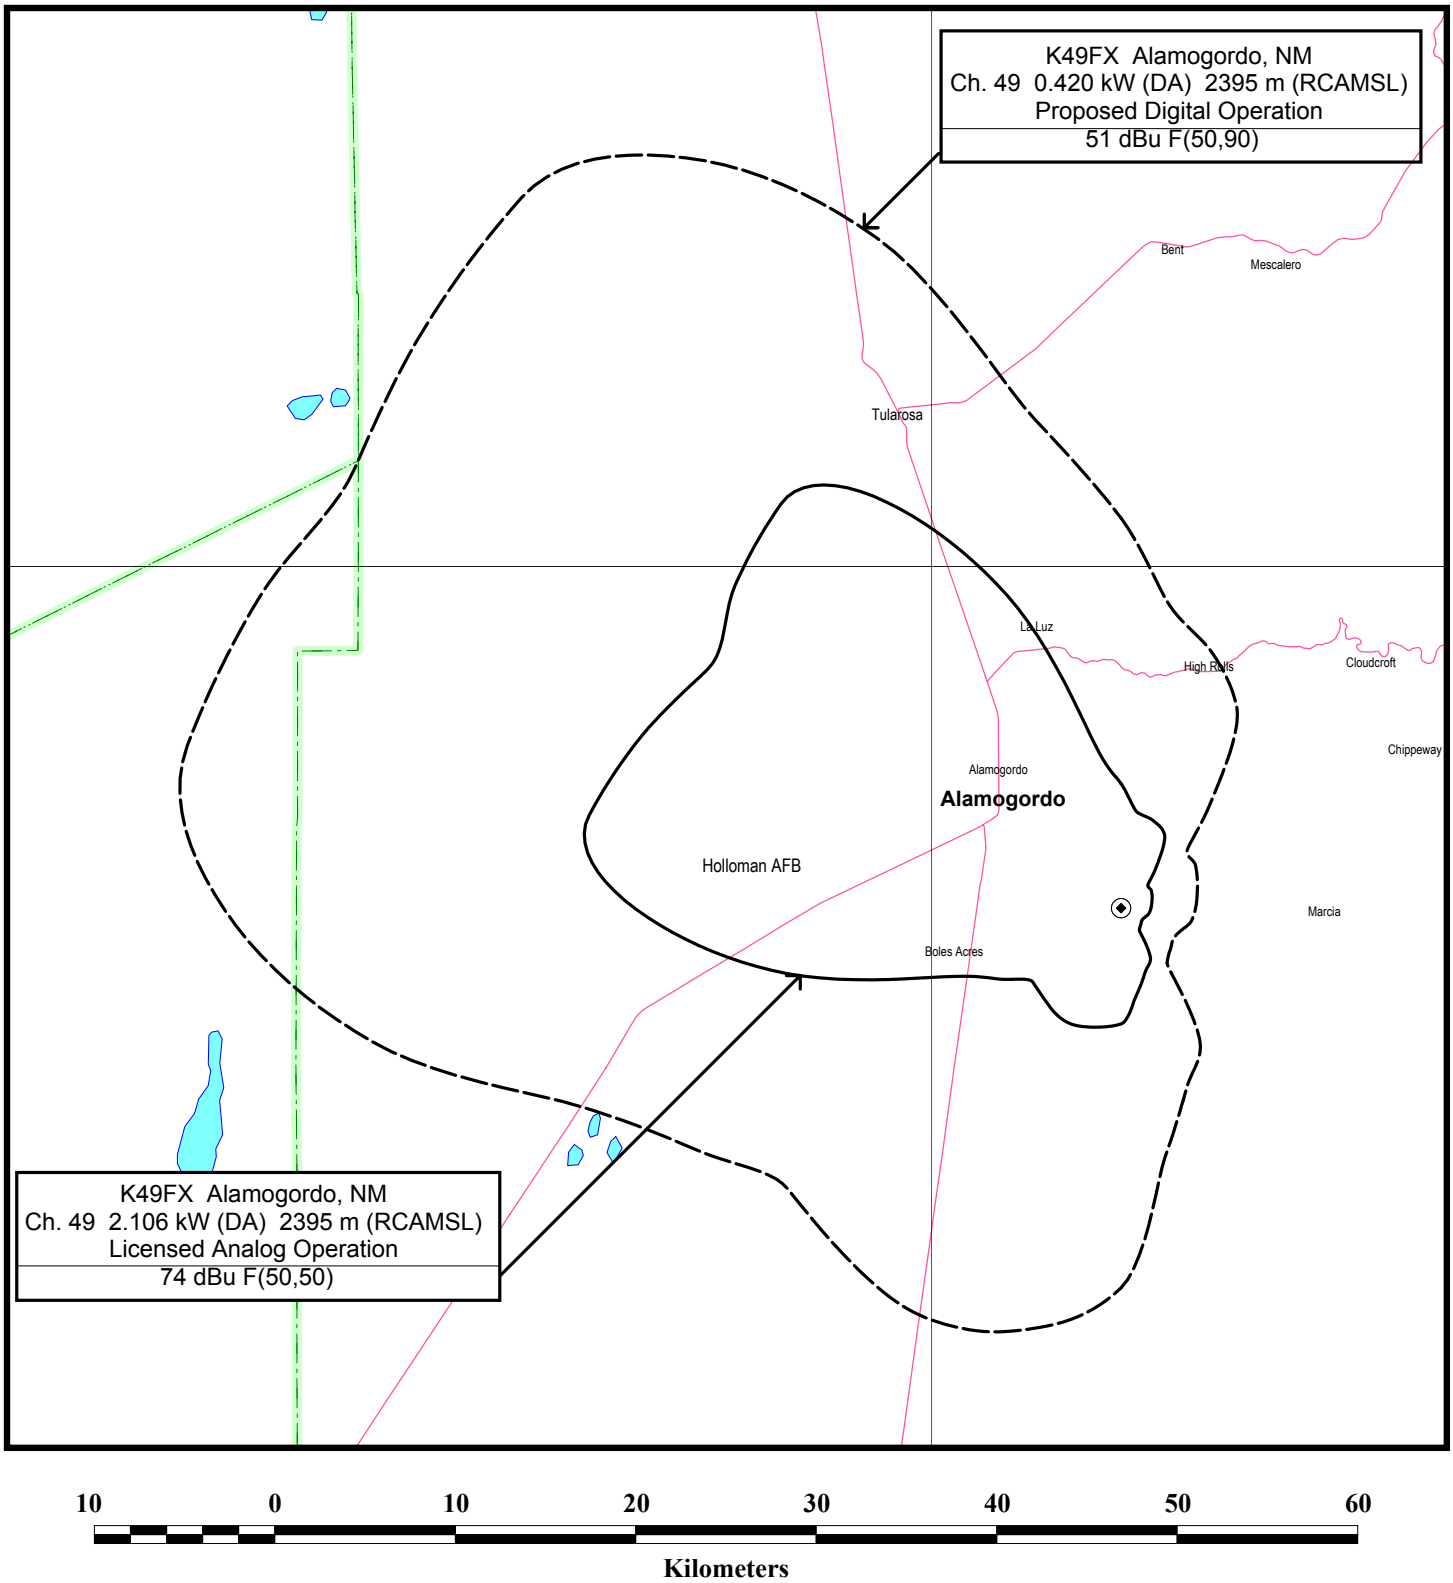 K49FX Alamogordo, NM
Ch. 49 0.420 kW (DA) 2395 m (RCAMSL)
Proposed Digital Operation
51 dBu F(50,90)
Bent
Mescalero
Tularosa
La Luz
High Rolls
Cloudcroft
Chippeway
Alamogordo
Alamogordo
Holloman AFB
Marcia
Boles Acres
K49FX Alamogordo, NM
Ch. 49 2.106 kW (DA) 2395 m (RCAMSL)
Licensed Analog Operation
74 dBu F(50,50)
10 0 10 20 30 40 50 60
Kilometers